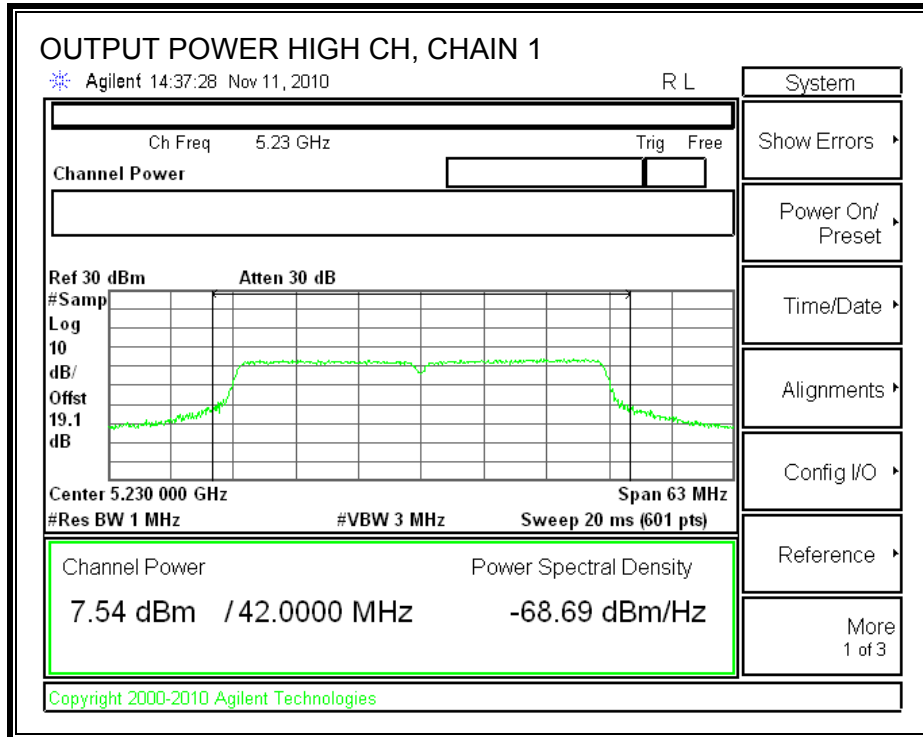 OUTPUT POWER HIGH CH, CHAIN 1
Agilent 14:37:28 Nov 11, 2010 R L
System
Ch Freq 5.23 GHz Trig Free
Channel Power
Show Errors
Power On/
Preset
Ref 30 dBm Atten 30 dB
#Samp
Log
10
dB/
Offst
19.1
dB
Time/Date
Alignments
Config I/O
Center 5.230 000 GHz Span 63 MHz
#Res BW 1 MHz #VBW 3 MHz Sweep 20 ms (601 pts)
Channel Power Power Spectral Density
7.54 dBm / 42.0000 MHz -68.69 dBm/Hz
Reference
More
1 of 3
Copyright 2000-2010 Agilent Technologies